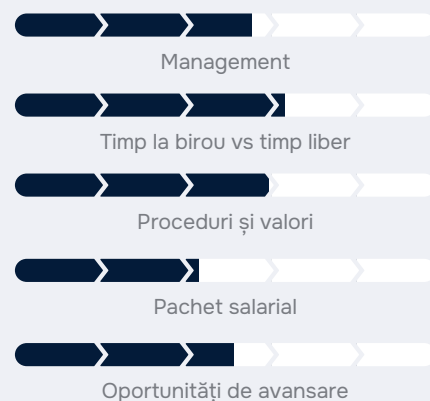 Management
Timp la birou vs timp liber
Proceduri și valori
Pachet salarial
Oportunități de avansare